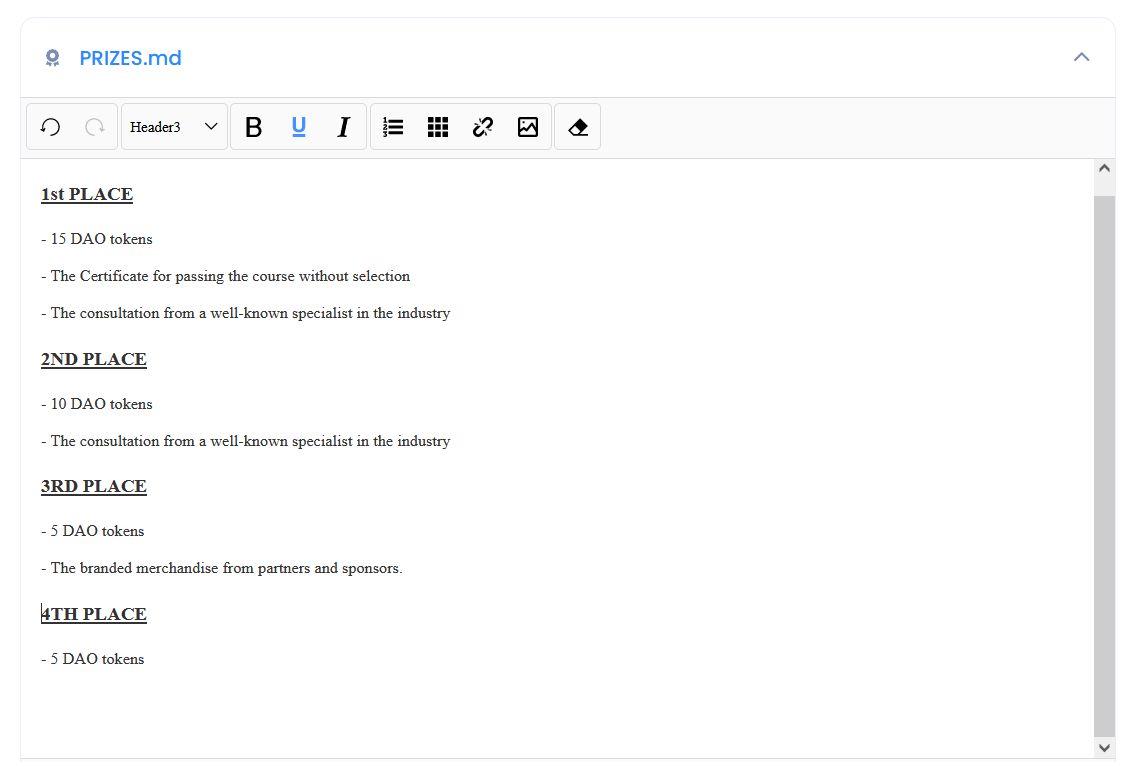 PRIZES.md
Header3 B U I
1st PLACE
- 15 DAO tokens
- The Certificate for passing the course without selection
- The consultation from a well-known specialist in the industry
2ND PLACE
- 10 DAO tokens
- The consultation from a well-known specialist in the industry
3RD PLACE
- 5 DAO tokens
- The branded merchandise from partners and sponsors.
4TH PLACE
- 5 DAO tokens